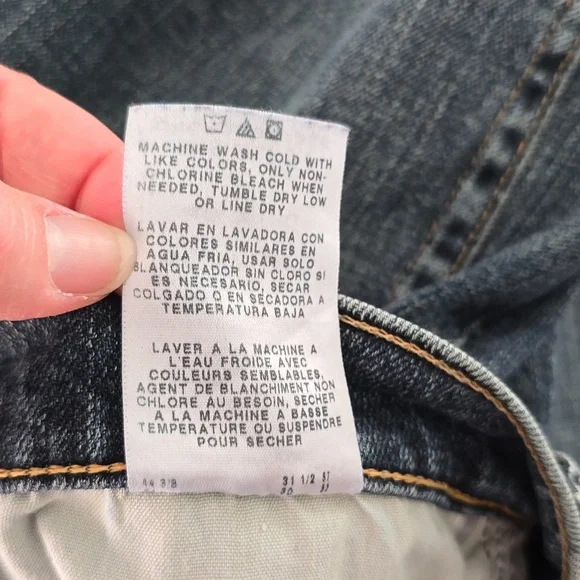 MACHINE WASH COLD WITH
LIKE COLORS, ONLY NON-
CHLORINE BLEACH WHEN
NEEDED, TUMBLE DRY LOW
OR LINE DRY
LAVAR EN LAVADORA CON
COLORES SIMILARES EN
AGUA FRIA, USAR SOLO
BLANQUEADOR SIN CLORO SI
ES NECESARIO, SECAR
COLGADO O EN SECADORA A
TEMPERATURA BAJA
LAVER A LA MACHINE A
L'EAU FROIDE AVEC
COULEURS SEMBLABLES,
AGENT DE BLANCHIMENT NON
CHLORE AU BESOIN, SECHER
A LA MACHINE A BASSE
TEMPERATURE OU SUSPENDRE
POUR SECHER
44 3/8 31 1/2